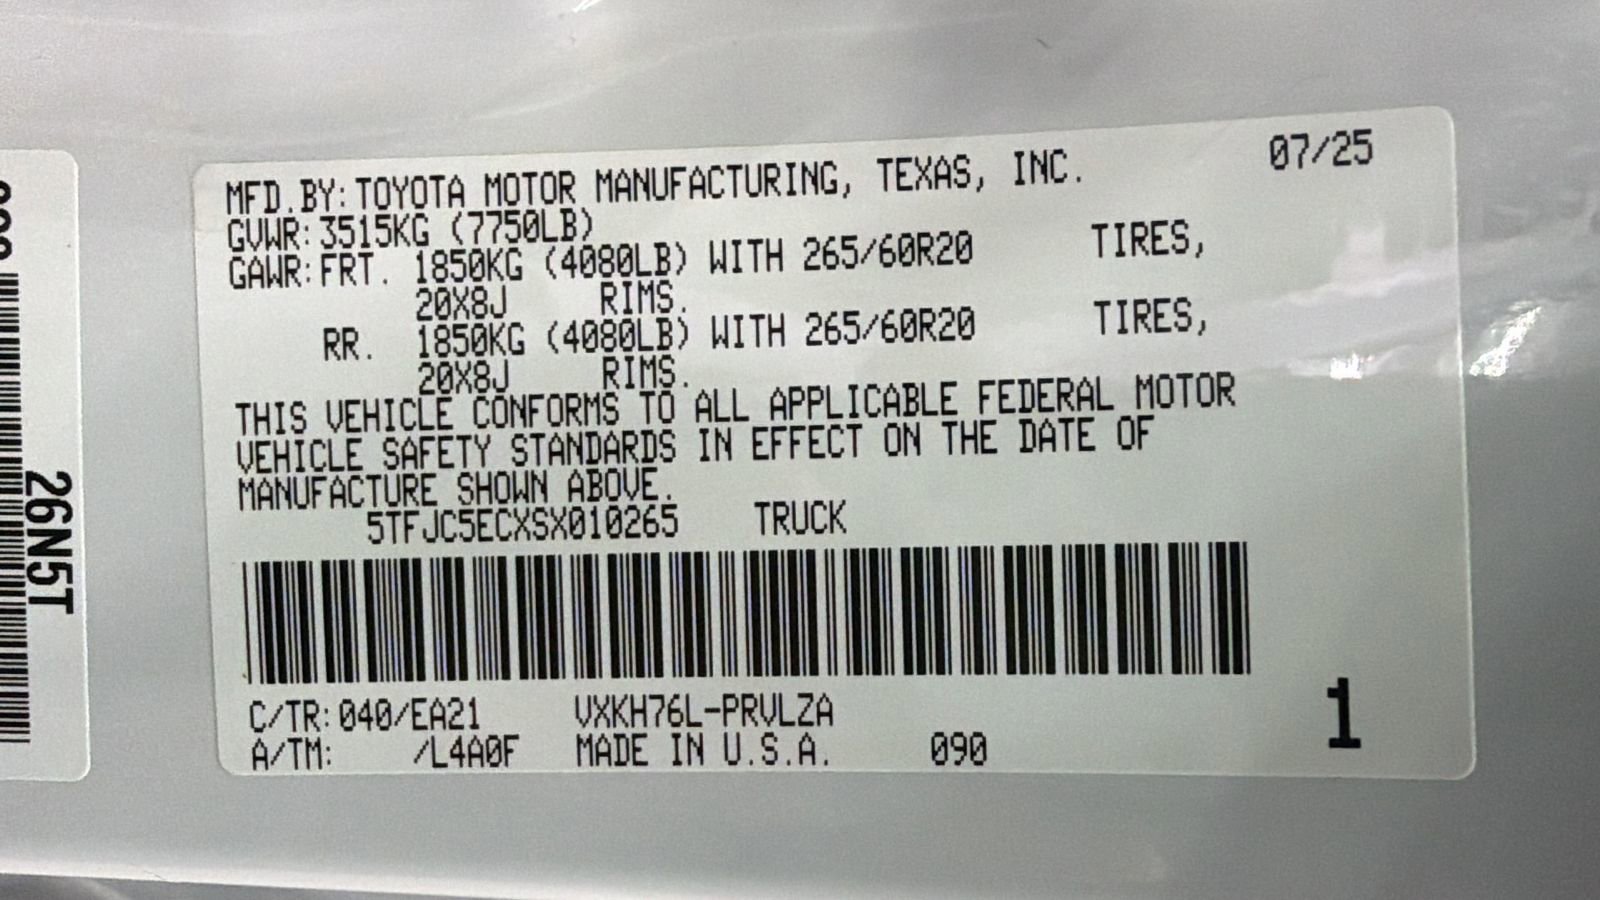 MFD.BY:TOYOTA MOTOR MANUFACTURING, TEXAS, INC. 07/25
GVWR:3515KG (7750LB)
GAWR:FRT. 1850KG (4080LB) WITH 265/60R20 TIRES,
20X8J RIMS.
RR. 1850KG (4080LB) WITH 265/60R20 TIRES,
20X8J RIMS.
THIS VEHICLE CONFORMS TO ALL APPLICABLE FEDERAL MOTOR
VEHICLE SAFETY STANDARDS IN EFFECT ON THE DATE OF
MANUFACTURE SHOWN ABOVE.
5TFJC5ECXSX010265 TRUCK
C/TR:040/EA21 VXKH76L-PRVLZA
A/TM: /L4A0F MADE IN U.S.A. 090
1
26N5T